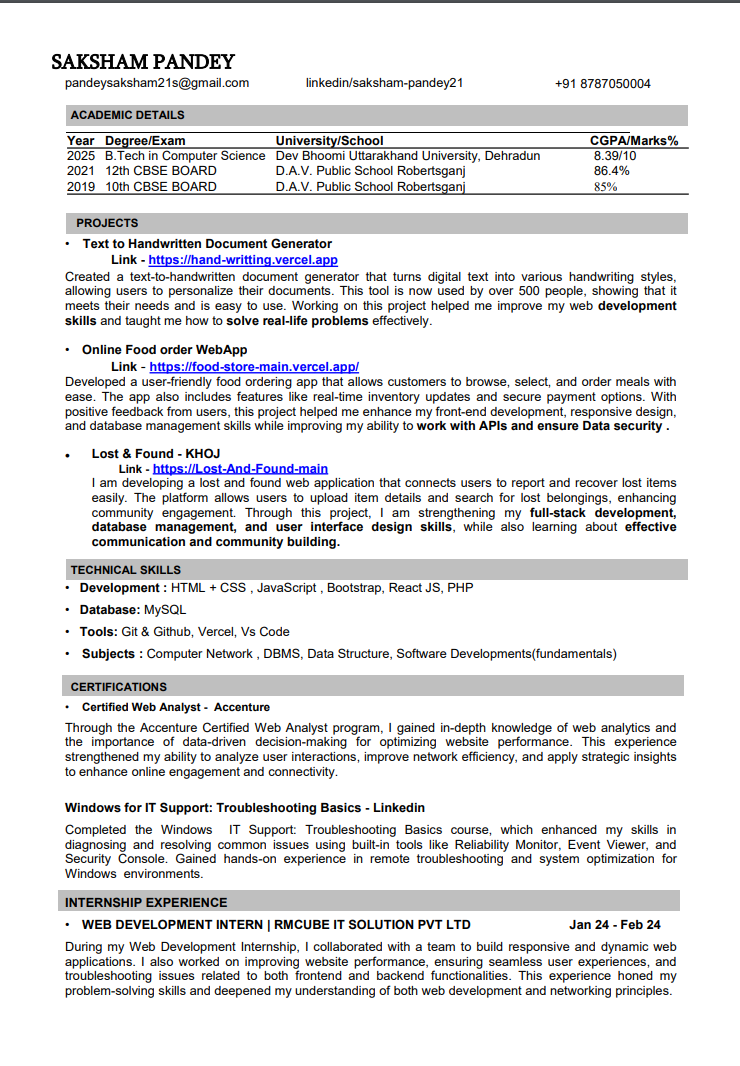 SAKSHAM PANDEY
pandeysaksham21s@gmail.com linkedin/saksham-pandey21 +91 8787050004
ACADEMIC DETAILS
Year Degree/Exam University/School CGPA/Marks%
2025 B.Tech in Computer Science Dev Bhoomi Uttarakhand University, Dehradun 8.39/10
2021 12th CBSE BOARD D.A.V. Public School Robertsganj 86.4%
2019 10th CBSE BOARD D.A.V. Public School Robertsganj 85%
PROJECTS
• Text to Handwritten Document Generator
Link - https://hand-writting.vercel.app
Created a text-to-handwritten document generator that turns digital text into various handwriting styles,
allowing users to personalize their documents. This tool is now used by over 500 people, showing that it
meets their needs and is easy to use. Working on this project helped me improve my web development
skills and taught me how to solve real-life problems effectively.
• Online Food order WebApp
Link - https://food-store-main.vercel.app/
Developed a user-friendly food ordering app that allows customers to browse, select, and order meals with
ease. The app also includes features like real-time inventory updates and secure payment options. With
positive feedback from users, this project helped me enhance my front-end development, responsive design,
and database management skills while improving my ability to work with APIs and ensure Data security .
• Lost & Found - KHOJ
Link - https://Lost-And-Found-main
I am developing a lost and found web application that connects users to report and recover lost items
easily. The platform allows users to upload item details and search for lost belongings, enhancing
community engagement. Through this project, I am strengthening my full-stack development,
database management, and user interface design skills, while also learning about effective
communication and community building.
TECHNICAL SKILLS
• Development : HTML + CSS , JavaScript , Bootstrap, React JS, PHP
• Database: MySQL
• Tools: Git & Github, Vercel, Vs Code
• Subjects : Computer Network , DBMS, Data Structure, Software Developments(fundamentals)
CERTIFICATIONS
• Certified Web Analyst - Accenture
Through the Accenture Certified Web Analyst program, I gained in-depth knowledge of web analytics and
the importance of data-driven decision-making for optimizing website performance. This experience
strengthened my ability to analyze user interactions, improve network efficiency, and apply strategic insights
to enhance online engagement and connectivity.
Windows for IT Support: Troubleshooting Basics - Linkedin
Completed the Windows IT Support: Troubleshooting Basics course, which enhanced my skills in
diagnosing and resolving common issues using built-in tools like Reliability Monitor, Event Viewer, and
Security Console. Gained hands-on experience in remote troubleshooting and system optimization for
Windows environments.
INTERNSHIP EXPERIENCE
• WEB DEVELOPMENT INTERN | RMCUBE IT SOLUTION PVT LTD Jan 24 - Feb 24
During my Web Development Internship, I collaborated with a team to build responsive and dynamic web
applications. I also worked on improving website performance, ensuring seamless user experiences, and
troubleshooting issues related to both frontend and backend functionalities. This experience honed my
problem-solving skills and deepened my understanding of both web development and networking principles.